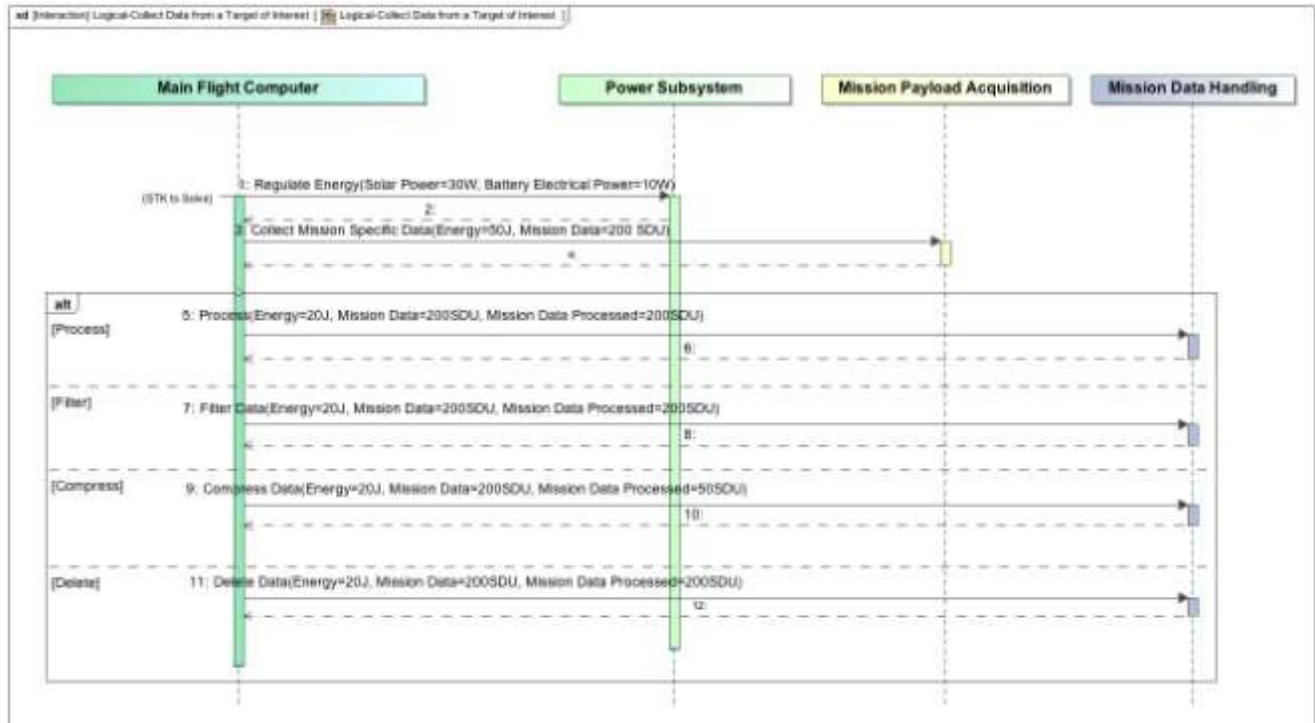 sd [Interaction] Logical-Collect Data from a Target of Interest [ Logical-Collect Data from a Target of Interest ]
Main Flight Computer
Power Subsystem
Mission Payload Acquisition
Mission Data Handling
1: Regulate Energy(Solar Power=30W, Battery Electrical Power=10W)
(STK to Solve)
2:
3: Collect Mission Specific Data(Energy=50J, Mission Data=200 SDU)
4:
alt
5: Process(Energy=20J, Mission Data=200SDU, Mission Data Processed=200SDU)
[Process]
6:
[Filter]
7: Filter Data(Energy=20J, Mission Data=200SDU, Mission Data Processed=200SDU)
8:
[Compress]
9: Compress Data(Energy=20J, Mission Data=200SDU, Mission Data Processed=50SDU)
10:
[Delete]
11: Delete Data(Energy=20J, Mission Data=200SDU, Mission Data Processed=200SDU)
12: